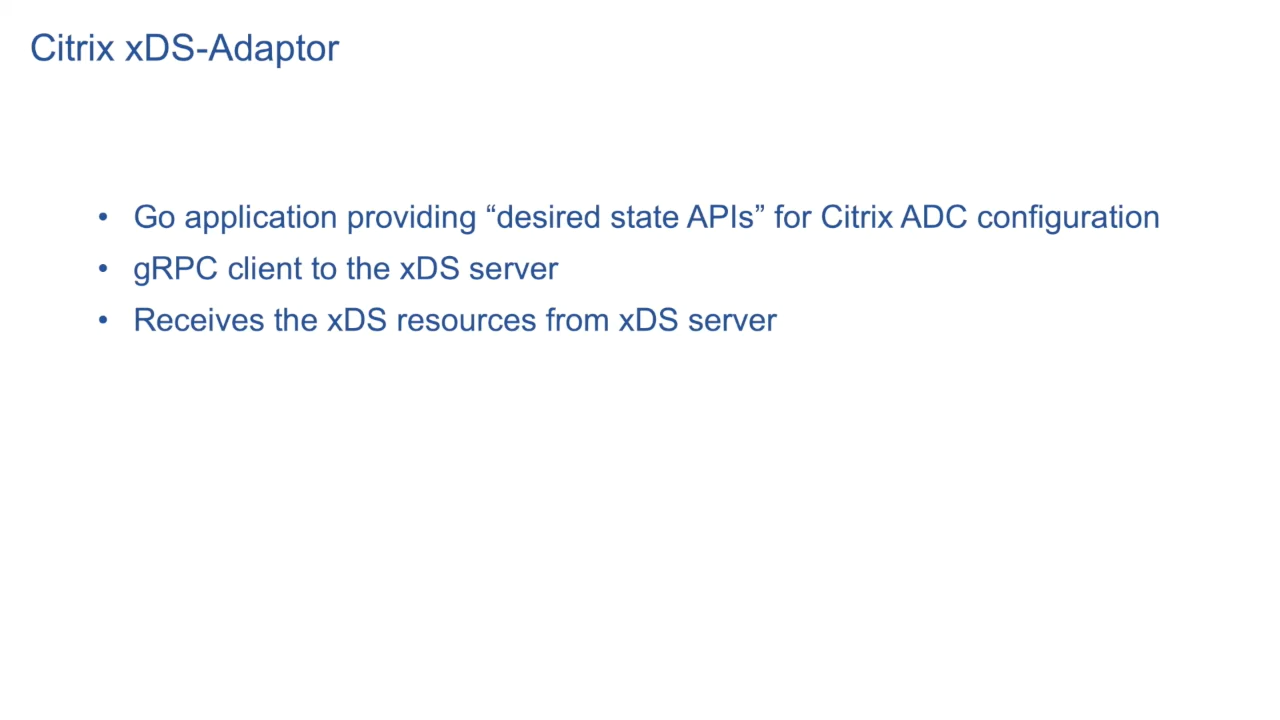 Citrix xDS-Adaptor
• Go application providing “desired state APIs” for Citrix ADC configuration
• gRPC client to the xDS server
• Receives the xDS resources from xDS server